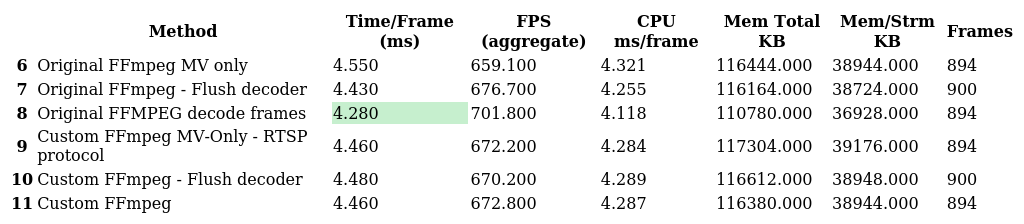 Method Time/Frame (ms) FPS (aggregate) CPU ms/frame Mem Total KB Mem/Strm KB Frames
6 Original FFmpeg MV only 4.550 659.100 4.321 116444.000 38944.000 894
7 Original FFmpeg - Flush decoder 4.430 676.700 4.255 116164.000 38724.000 900
8 Original FFMPEG decode frames 4.280 701.800 4.118 110780.000 36928.000 894
9 Custom FFmpeg MV-Only - RTSP protocol 4.460 672.200 4.284 117304.000 39176.000 894
10 Custom FFmpeg - Flush decoder 4.480 670.200 4.289 116612.000 38948.000 900
11 Custom FFmpeg 4.460 672.800 4.287 116380.000 38944.000 894